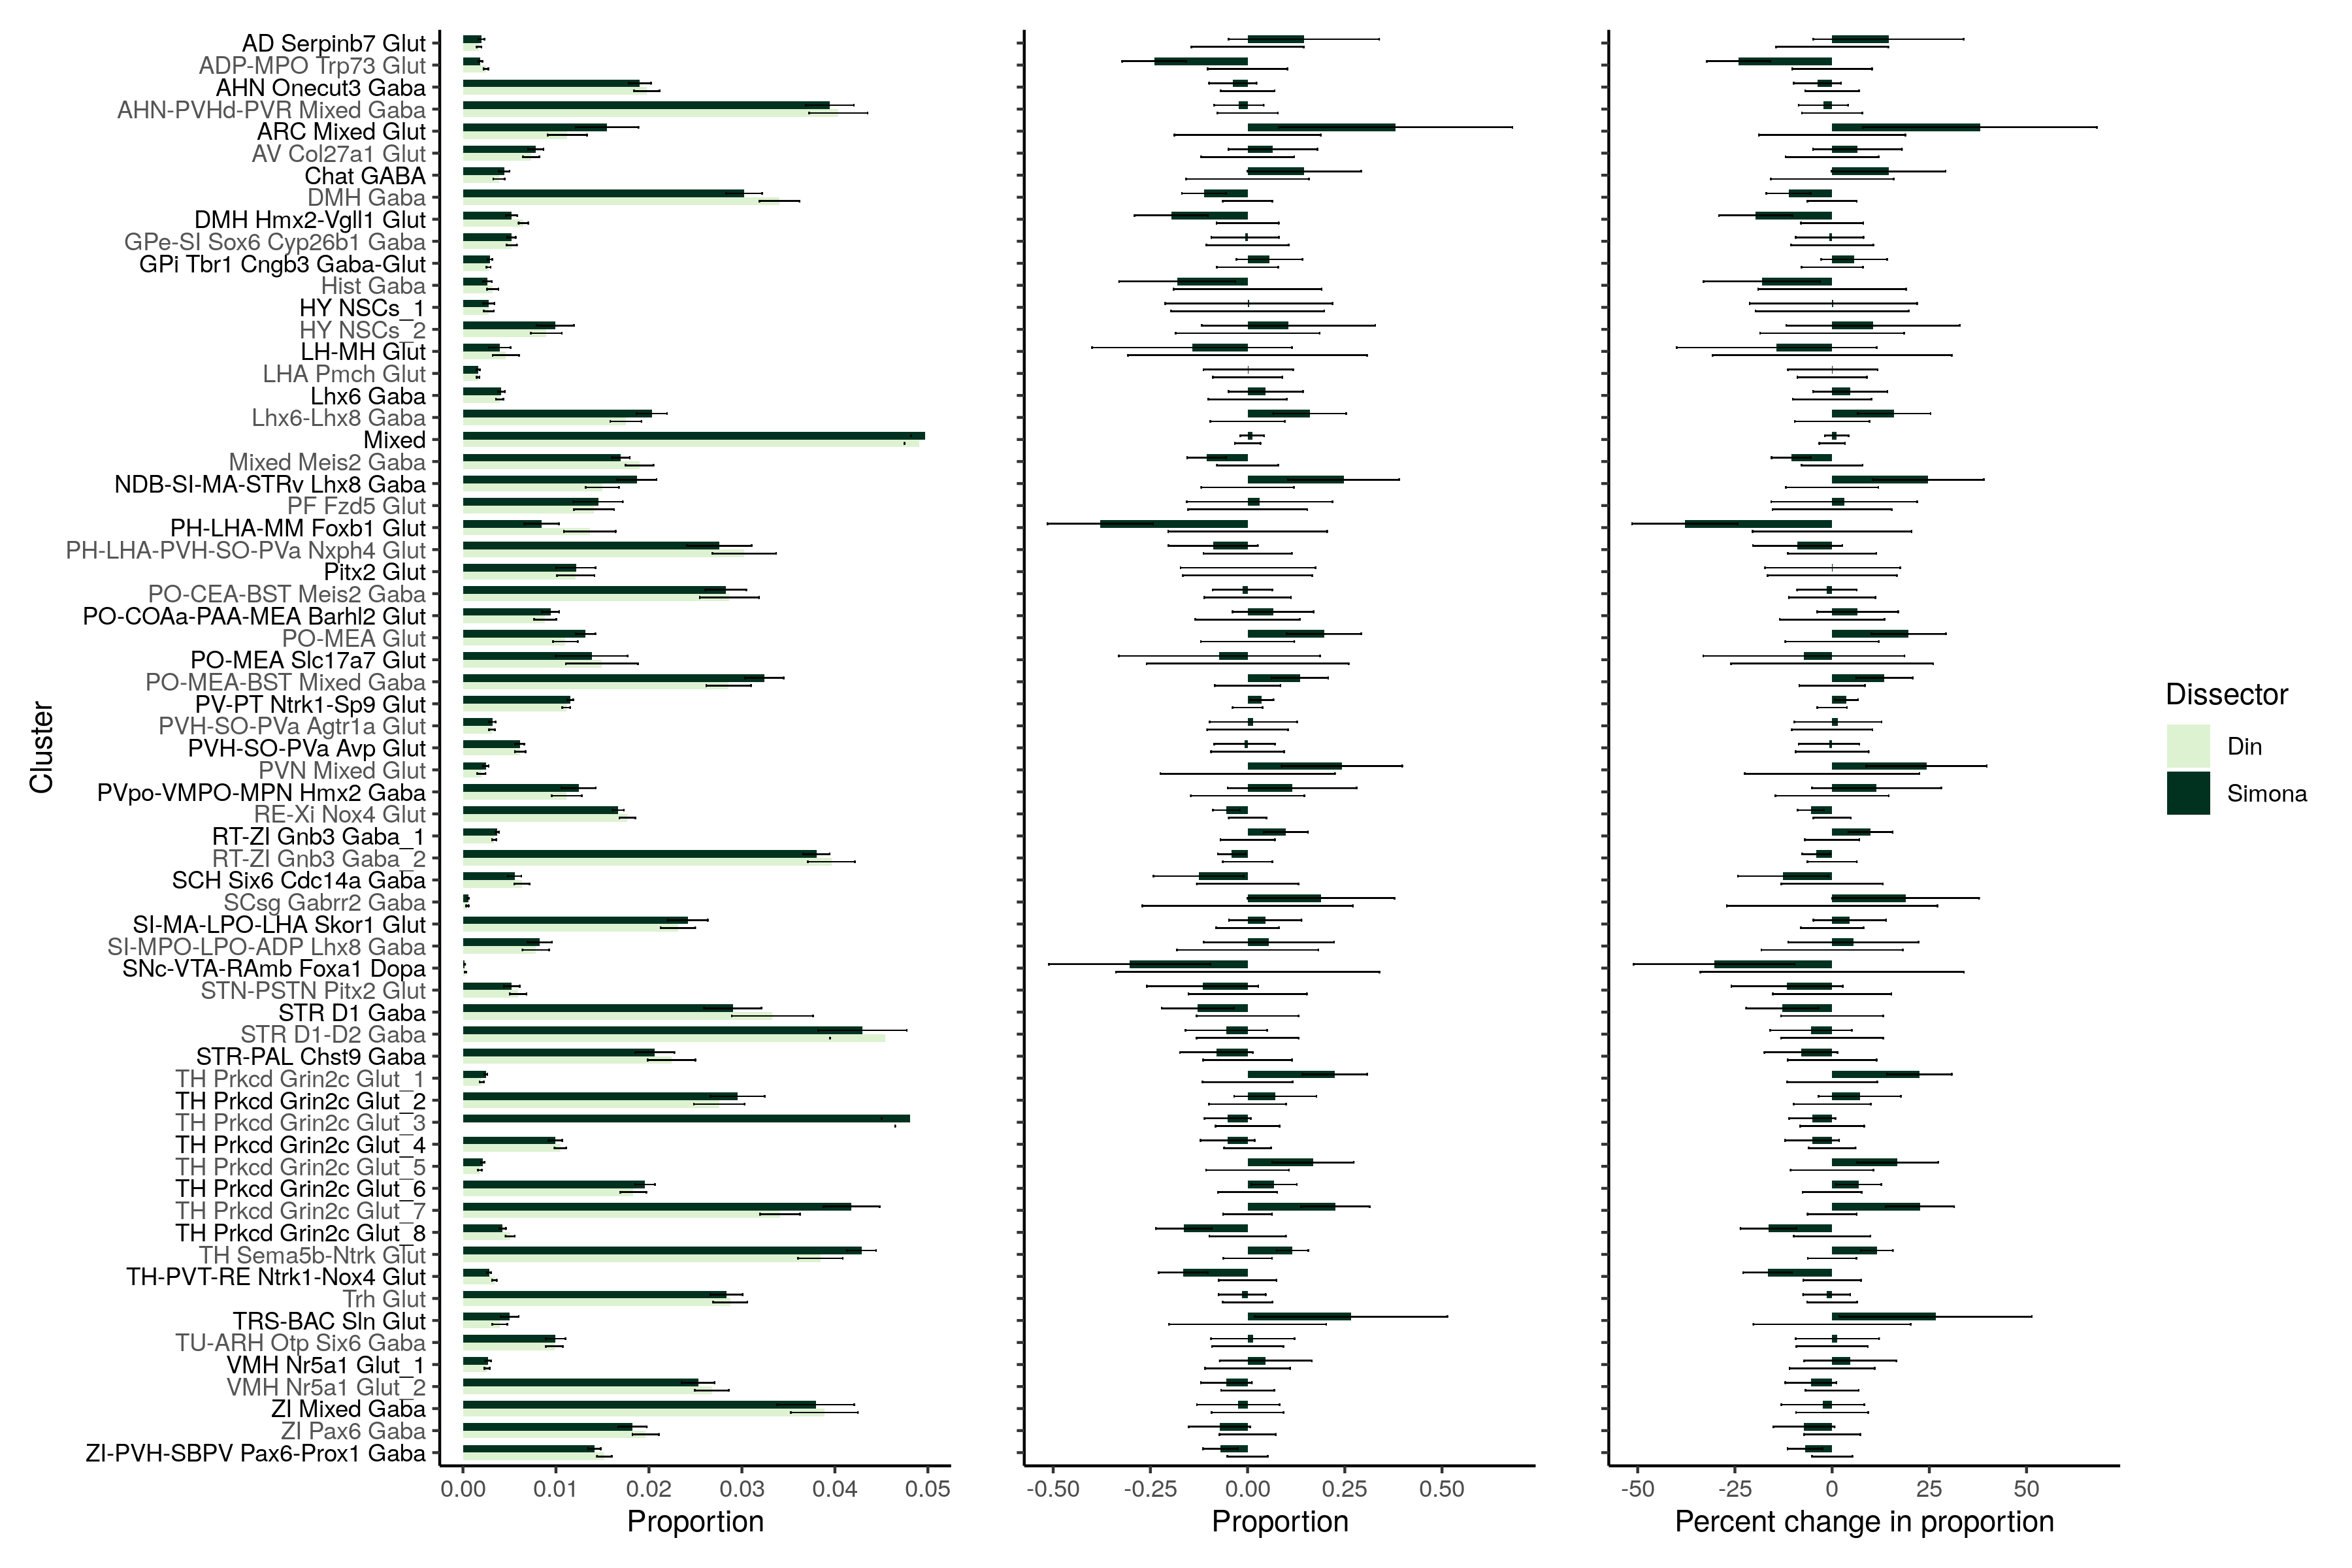 AD Serpinb7 Glut
ADP-MPO Trp73 Glut
AHN Onecut3 Gaba
AHN-PVHd-PVR Mixed Gaba
ARC Mixed Glut
AV Col27a1 Glut
Chat GABA
DMH Gaba
DMH Hmx2-Vgll1 Glut
GPe-SI Sox6 Cyp26b1 Gaba
GPi Tbr1 Cngb3 Gaba-Glut
Hist Gaba
HY NSCs_1
HY NSCs_2
LH-MH Glut
LHA Pmch Glut
Lhx6 Gaba
Lhx6-Lhx8 Gaba
Mixed
Mixed Meis2 Gaba
NDB-SI-MA-STRv Lhx8 Gaba
PF Fzd5 Glut
PH-LHA-MM Foxb1 Glut
PH-LHA-PVH-SO-PVa Nxph4 Glut
Pitx2 Glut
PO-CEA-BST Meis2 Gaba
PO-COAa-PAA-MEA Barhl2 Glut
PO-MEA Glut
PO-MEA Slc17a7 Glut
PO-MEA-BST Mixed Gaba
PV-PT Ntrk1-Sp9 Glut
PVH-SO-PVa Agtr1a Glut
PVH-SO-PVa Avp Glut
PVN Mixed Glut
PVpo-VMPO-MPN Hmx2 Gaba
RE-Xi Nox4 Glut
RT-ZI Gnb3 Gaba_1
RT-ZI Gnb3 Gaba_2
SCH Six6 Cdc14a Gaba
SCsg Gabrr2 Gaba
SI-MA-LPO-LHA Skor1 Glut
SI-MPO-LPO-ADP Lhx8 Gaba
SNc-VTA-RAmb Foxa1 Dopa
STN-PSTN Pitx2 Glut
STR D1 Gaba
STR D1-D2 Gaba
STR-PAL Chst9 Gaba
TH Prkcd Grin2c Glut_1
TH Prkcd Grin2c Glut_2
TH Prkcd Grin2c Glut_3
TH Prkcd Grin2c Glut_4
TH Prkcd Grin2c Glut_5
TH Prkcd Grin2c Glut_6
TH Prkcd Grin2c Glut_7
TH Prkcd Grin2c Glut_8
TH Sema5b-Ntrk Glut
TH-PVT-RE Ntrk1-Nox4 Glut
Trh Glut
TRS-BAC Sln Glut
TU-ARH Otp Six6 Gaba
VMH Nr5a1 Glut_1
VMH Nr5a1 Glut_2
ZI Mixed Gaba
ZI Pax6 Gaba
ZI-PVH-SBPV Pax6-Prox1 Gaba
Cluster
0.00 0.01 0.02 0.03 0.04 0.05
Proportion
-0.50 -0.25 0.00 0.25 0.50
Proportion
-50 -25 0 25 50
Percent change in proportion
Dissector
Din
Simona